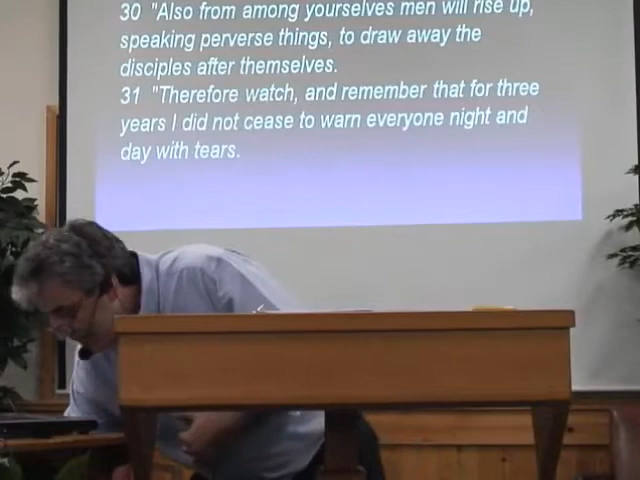 30 "Also from among yourselves men will rise up,
speaking perverse things, to draw away the
disciples after themselves.
31 "Therefore watch, and remember that for three
years I did not cease to warn everyone night and
day with tears.